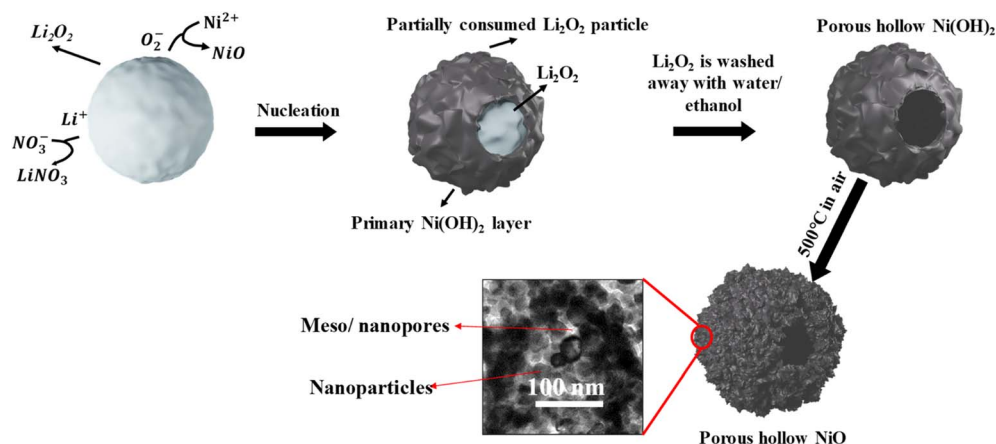 Li₂O₂
O₂⁻
Ni²⁺
NiO
Li⁺
NO₃⁻
LiNO₃
Nucleation
Partially consumed Li₂O₂ particle
Li₂O₂
Primary Ni(OH)₂ layer
Li₂O₂ is washed
away with water/
ethanol
Porous hollow Ni(OH)₂
500°C in air
Meso/ nanopores
Nanoparticles
100 nm
Porous hollow NiO